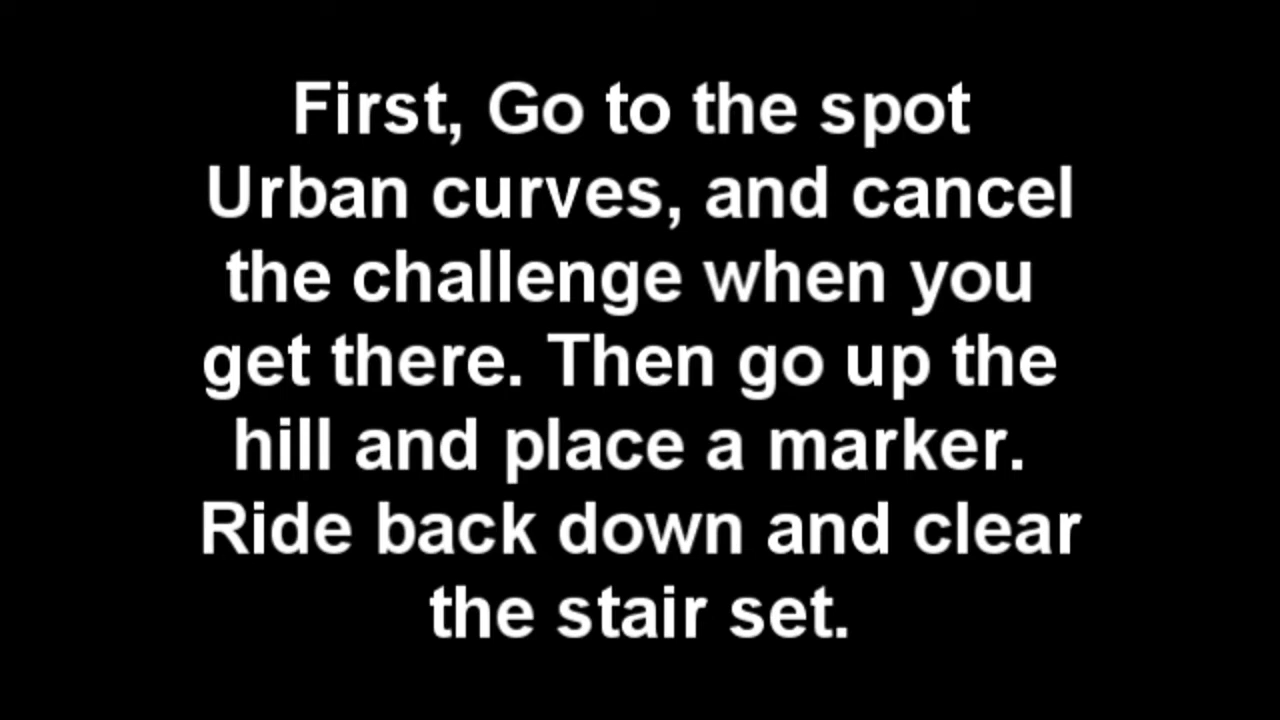 First, Go to the spot
Urban curves, and cancel
the challenge when you
get there. Then go up the
hill and place a marker.
Ride back down and clear
the stair set.